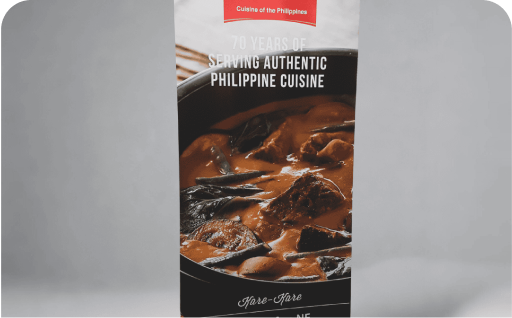 Cuisine of the Philippines
70 YEARS OF
SERVING AUTHENTIC
PHILIPPINE CUISINE
Kare-Kare